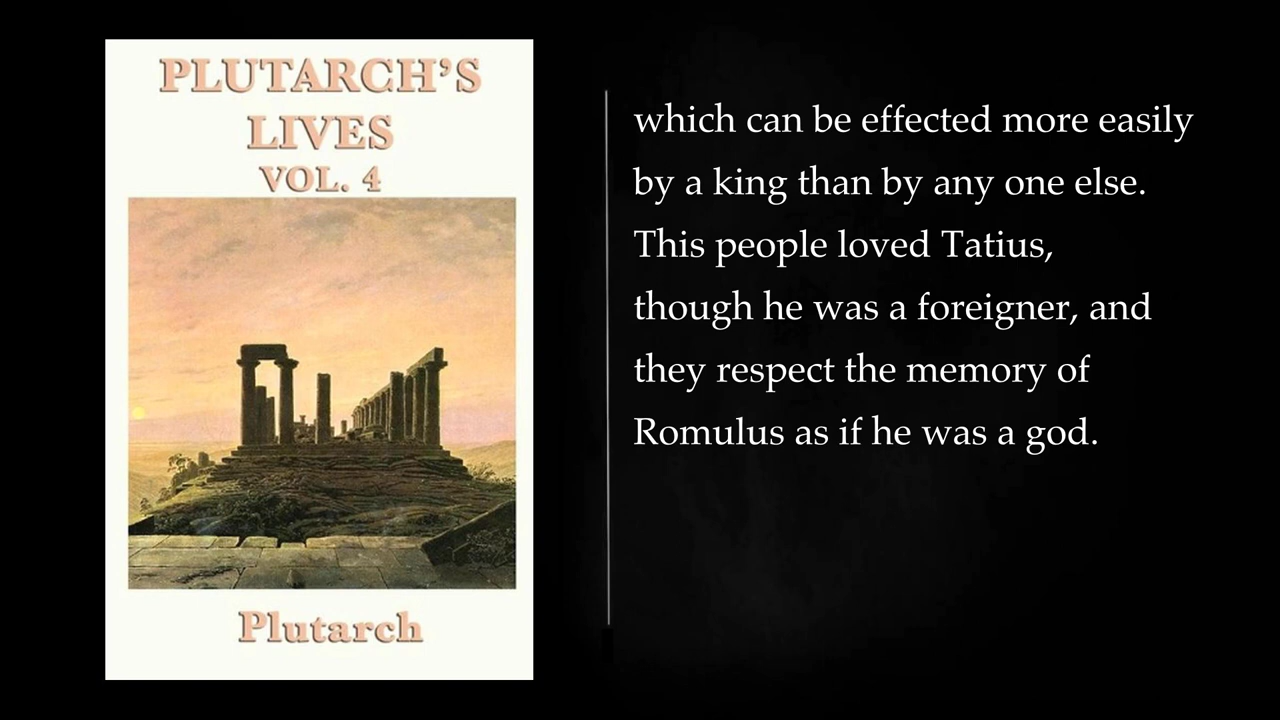 PLUTARCH'S
LIVES
VOL. 4
Plutarch
which can be effected more easily
by a king than by any one else.
This people loved Tatius,
though he was a foreigner, and
they respect the memory of
Romulus as if he was a god.